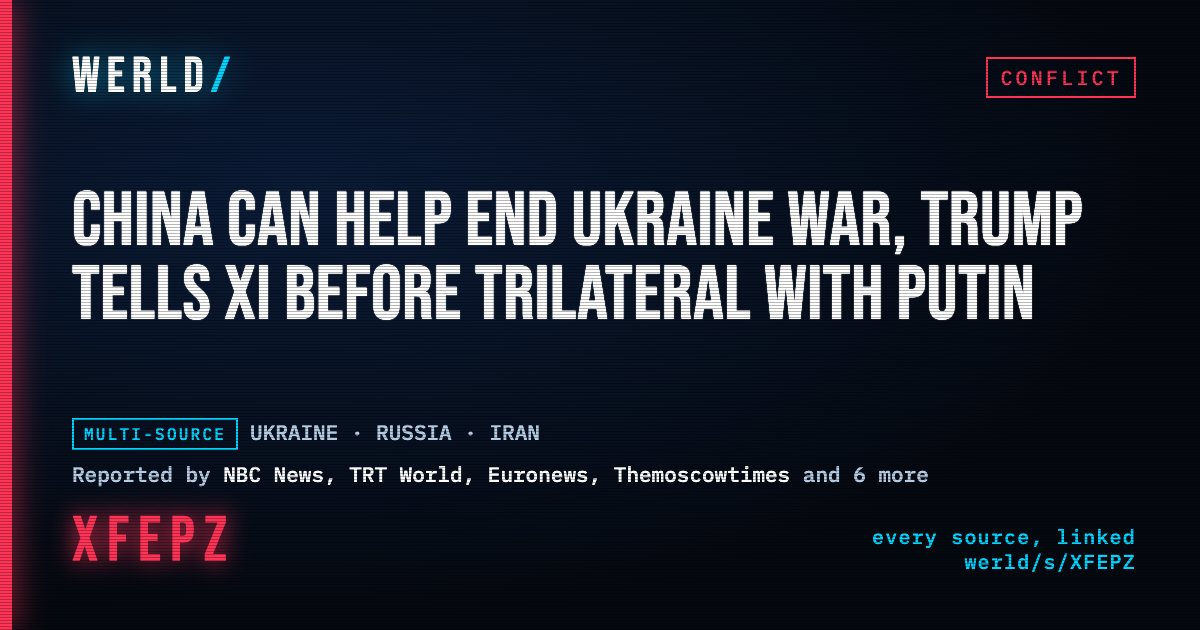 WERLD/
CONFLICT
CHINA CAN HELP END UKRAINE WAR, TRUMP
TELLS XI BEFORE TRILATERAL WITH PUTIN
MULTI-SOURCE UKRAINE · RUSSIA · IRAN
Reported by NBC News, TRT World, Euronews, Themoscowtimes and 6 more
XFEPZ
every source, linked
werld/s/XFEPZ